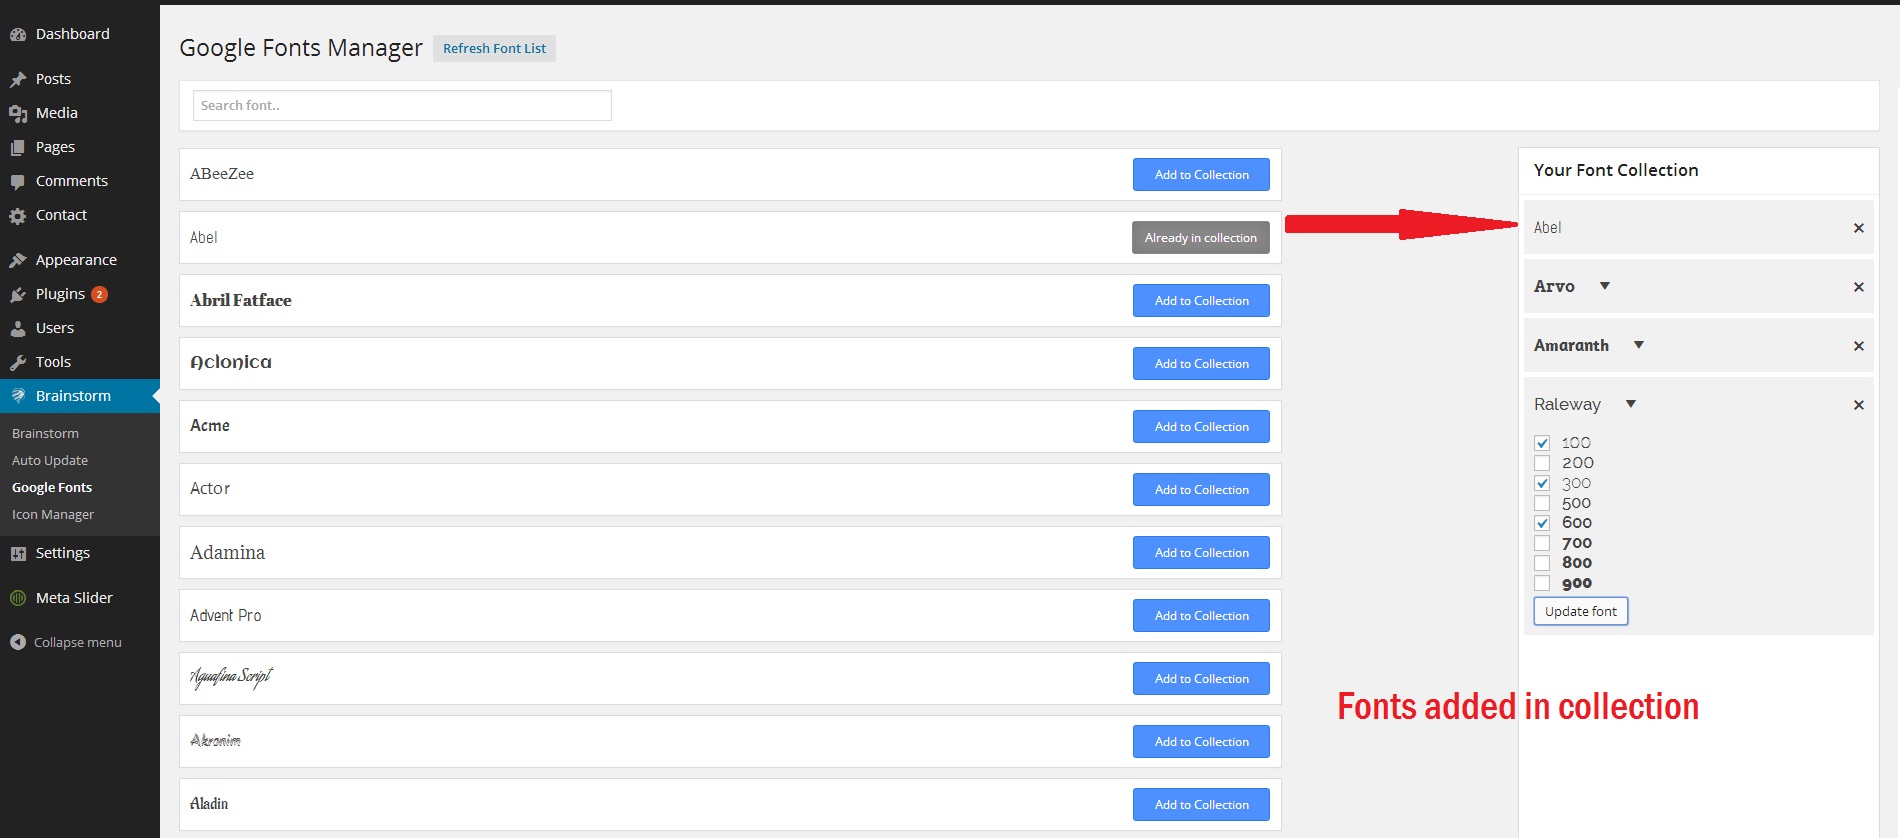 Dashboard
Posts
Media
Pages
Comments
Contact
Appearance
Plugins 2
Users
Tools
Brainstorm
Brainstorm
Auto Update
Google Fonts
Icon Manager
Settings
Meta Slider
Collapse menu
Google Fonts Manager Refresh Font List
Search font..
ABeeZee Add to Collection
Abel Already in collection
Abril Fatface Add to Collection
Aclonica Add to Collection
Acme Add to Collection
Actor Add to Collection
Adamina Add to Collection
Advent Pro Add to Collection
Aguafina Script Add to Collection
Akronim Add to Collection
Aladin Add to Collection
Your Font Collection
Abel
Arvo
Amaranth
Raleway
100
200
300
500
600
700
800
900
Update font
Fonts added in collection